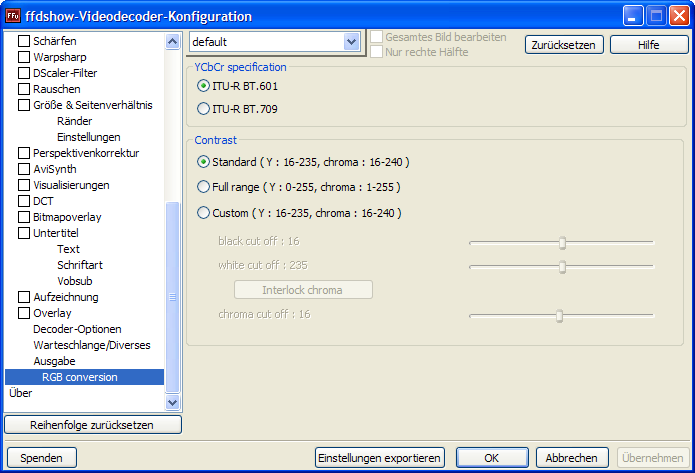 FFu ffdshow-Videodecoder-Konfiguration
Schärfen
Warpsharp
DScaler-Filter
Rauschen
Größe & Seitenverhältnis
Ränder
Einstellungen
Perspektivenkorrektur
AviSynth
Visualisierungen
DCT
Bitmapoverlay
Untertitel
Text
Schriftart
Vobsub
Aufzeichnung
Overlay
Decoder-Optionen
Warteschlange/Diverses
Ausgabe
RGB conversion
Über
Reihenfolge zurücksetzen
default
Gesamtes Bild bearbeiten
Nur rechte Hälfte
Zurücksetzen
Hilfe
YCbCr specification
ITU-R BT.601
ITU-R BT.709
Contrast
Standard ( Y : 16-235, chroma : 16-240 )
Full range ( Y : 0-255, chroma : 1-255 )
Custom ( Y : 16-235, chroma : 16-240 )
black cut off : 16
white cut off : 235
Interlock chroma
chroma cut off : 16
Spenden
Einstellungen exportieren
OK
Abbrechen
Übernehmen